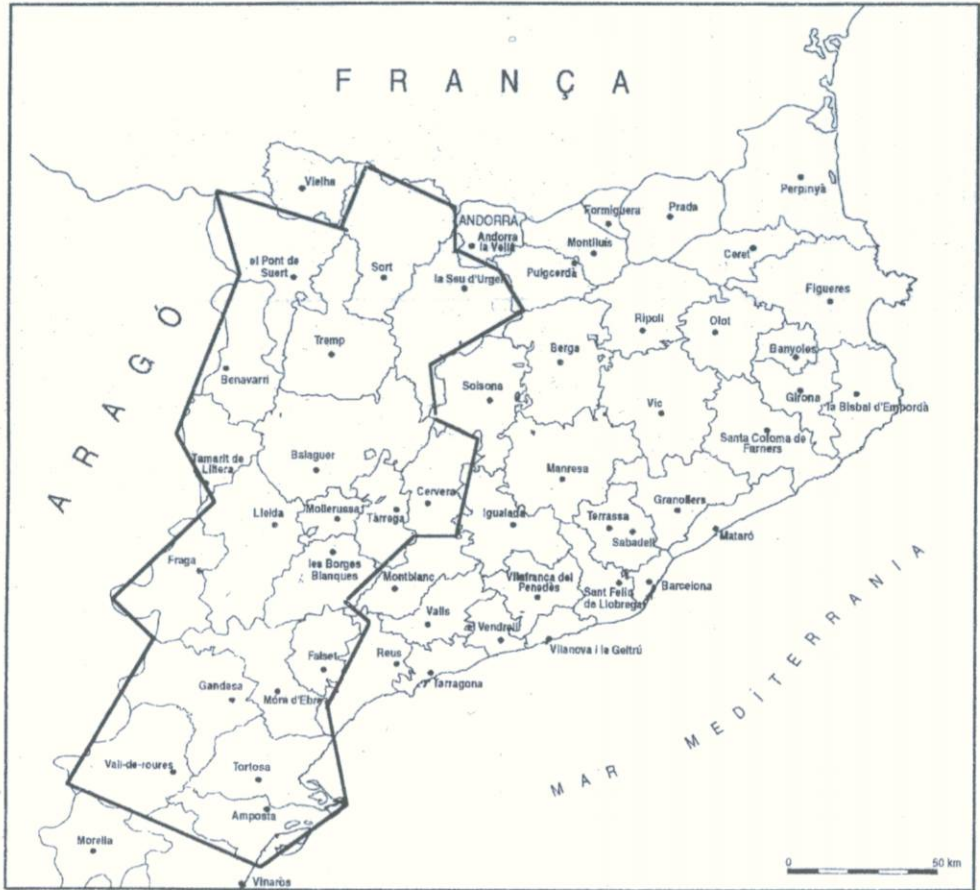 FRANÇA
Vielha
ANDORRA
Andorra
la Vella
Formiguera
Prada
Perpinyà
Montlluís
Ceret
Puigcerdà
el Pont de
Suert
Sort
la Seu d'Urgell
Figueres
ARAGÓ
Tremp
Ripoll
Olot
Banyoles
Berga
Benavarri
Solsona
Vic
Girona
la Bisbal d'Empordà
Santa Coloma de
Farners
Tamarit de
Llitera
Balaguer
Manresa
Cervera
Granollers
Lleida
Mollerussa
Tàrrega
Igualada
Terrassa
Sabadell
Mataró
Fraga
les Borges
Blanques
Montblanc
Vilafranca del
Penedès
Sant Feliu
de Llobregat
Barcelona
Valls
el Vendrell
Vilanova i la Geltrú
Falset
Reus
Tarragona
Gandesa
Móra d'Ebre
MAR MEDITERRANIA
Vall-de-roures
Tortosa
Amposta
Morella
Vinaròs
0 50 km